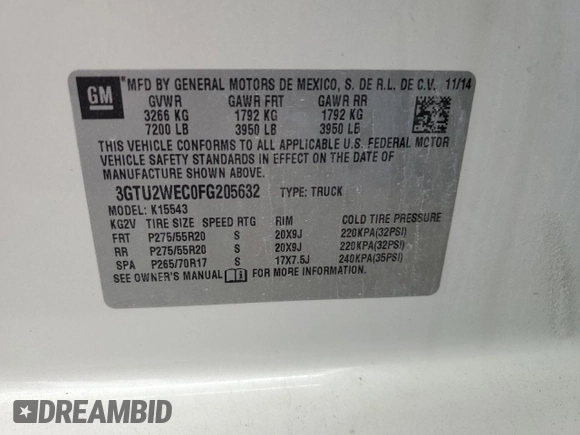 GM
*MFD BY GENERAL MOTORS DE MEXICO, S. DE R.L. DE C.V. 11/14
GVWR GAWR FRT GAWR RR
3266 KG 1792 KG 1792 KG
7200 LB 3950 LB 3950 LB
THIS VEHICLE CONFORMS TO ALL APPLICABLE U.S. FEDERAL MOTOR
VEHICLE SAFETY STANDARDS IN EFFECT ON THE DATE OF
MANUFACTURE SHOWN ABOVE.
3GTU2WEC0FG205632 TYPE: TRUCK
MODEL: K15543
KG2V TIRE SIZE SPEED RTG RIM COLD TIRE PRESSURE
FRT P275/55R20 S 20X9J 220KPA(32PSI)
RR P275/55R20 S 20X9J 220KPA(32PSI)
SPA P265/70R17 S 17X7.5J 240KPA(35PSI)
SEE OWNER'S MANUAL FOR MORE INFORMATION.
DREAMBID